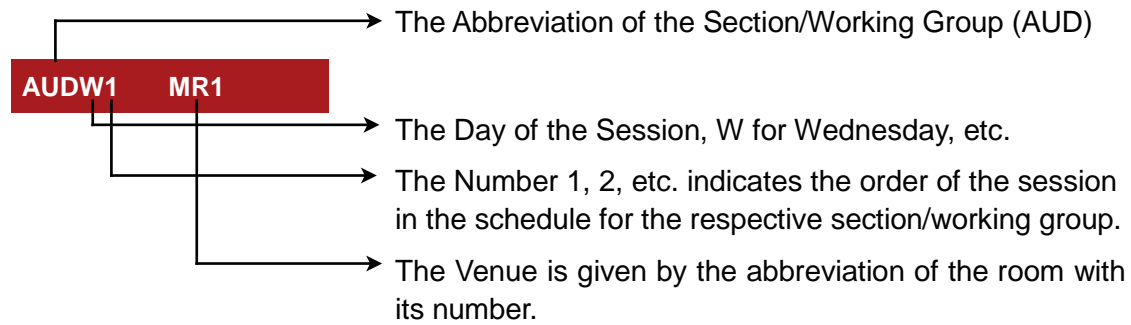 The Abbreviation of the Section/Working Group (AUD)
AUDW1 MR1
The Day of the Session, W for Wednesday, etc.
The Number 1, 2, etc. indicates the order of the session
in the schedule for the respective section/working group.
The Venue is given by the abbreviation of the room with
its number.